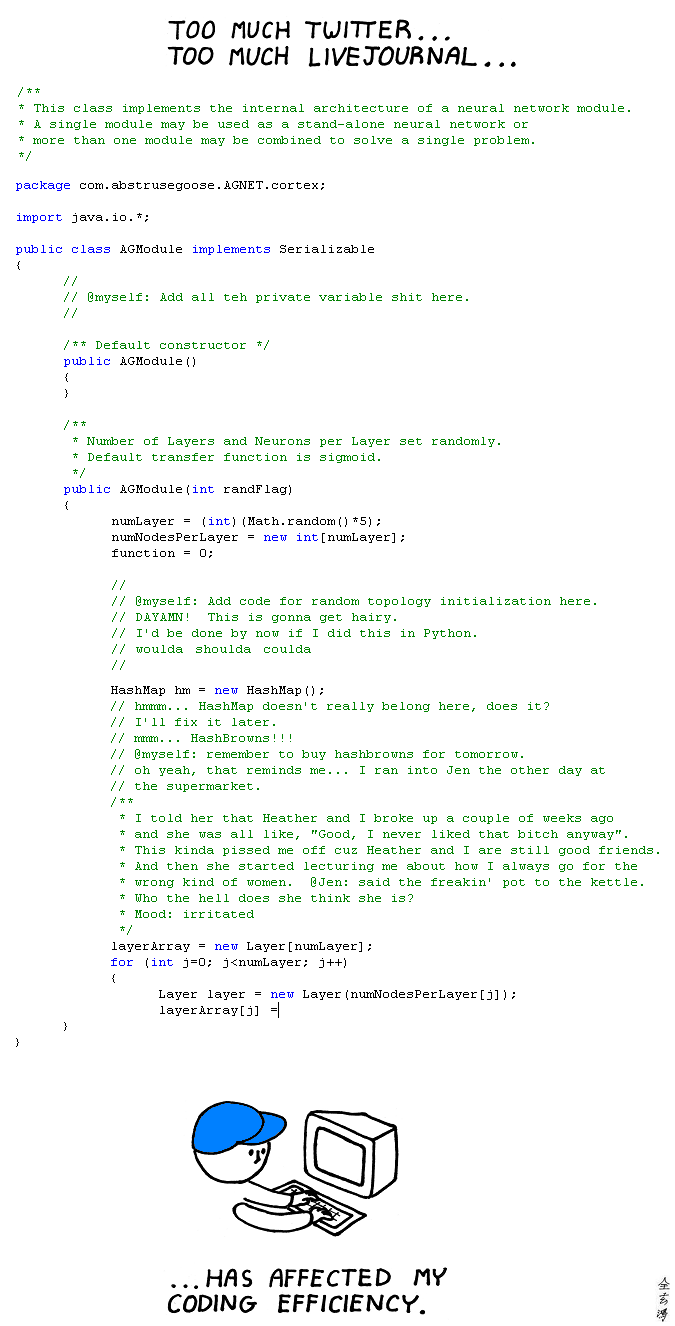 TOO MUCH TWITTER...
TOO MUCH LIVEJOURNAL...
/**
* This class implements the internal architecture of a neural network module.
* A single module may be used as a stand-alone neural network or
* more than one module may be combined to solve a single problem.
*/
package com.abstrusegoose.AGNET.cortex;
import java.io.*;
public class AGModule implements Serializable
{
//
// @myself: Add all teh private variable shit here.
//
/** Default constructor */
public AGModule()
{
}
/**
* Number of Layers and Neurons per Layer set randomly.
* Default transfer function is sigmoid.
*/
public AGModule(int randFlag)
{
numLayer = (int)(Math.random()*5);
numNodesPerLayer = new int[numLayer];
function = 0;
//
// @myself: Add code for random topology initialization here.
// DAYAMN!  This is gonna get hairy.
// I'd be done by now if I did this in Python.
// woulda shoulda coulda
//
HashMap hm = new HashMap();
// hmmm... HashMap doesn't really belong here, does it?
// I'll fix it later.
// mmm... HashBrowns!!!
// @myself: remember to buy hashbrowns for tomorrow.
// oh yeah, that reminds me... I ran into Jen the other day at
// the supermarket.
/**
* I told her that Heather and I broke up a couple of weeks ago
* and she was all like, "Good, I never liked that bitch anyway".
* This kinda pissed me off cuz Heather and I are still good friends.
* And then she started lecturing me about how I always go for the
* wrong kind of women.  @Jen: said the freakin' pot to the kettle.
* Who the hell does she think she is?
* Mood: irritated
*/
layerArray = new Layer[numLayer];
for (int j=0; j<numLayer; j++)
{
Layer layer = new Layer(numNodesPerLayer[j]);
layerArray[j] =
}
}
...HAS AFFECTED MY
CODING EFFICIENCY.